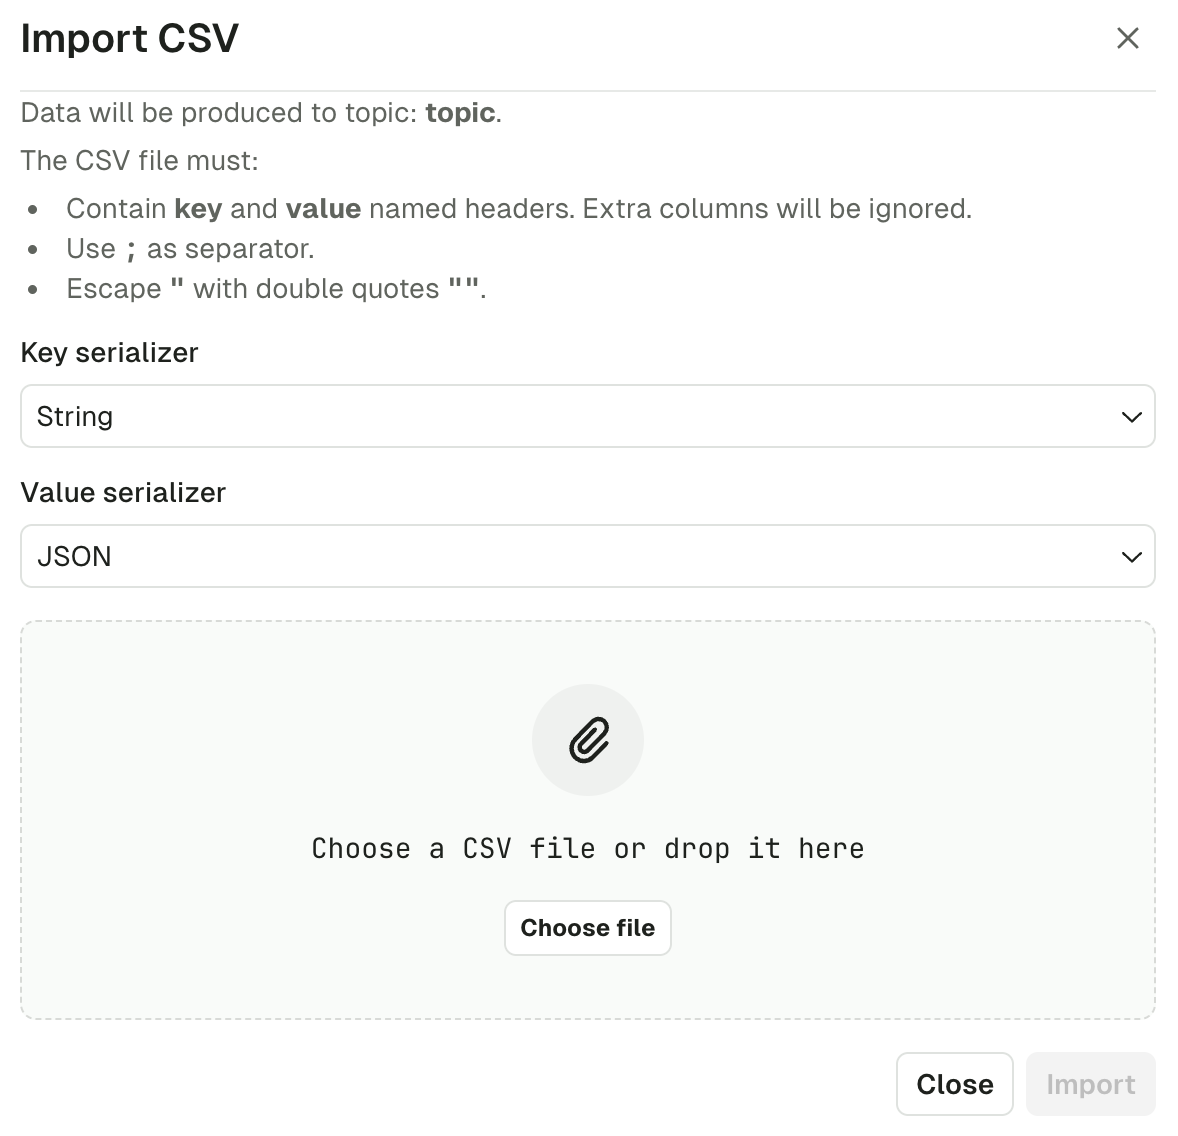 Import CSV
Data will be produced to topic: topic.
The CSV file must:
• Contain key and value named headers. Extra columns will be ignored.
• Use ; as separator.
• Escape " with double quotes "".
Key serializer
String
Value serializer
JSON
Choose a CSV file or drop it here
Choose file
Close
Import